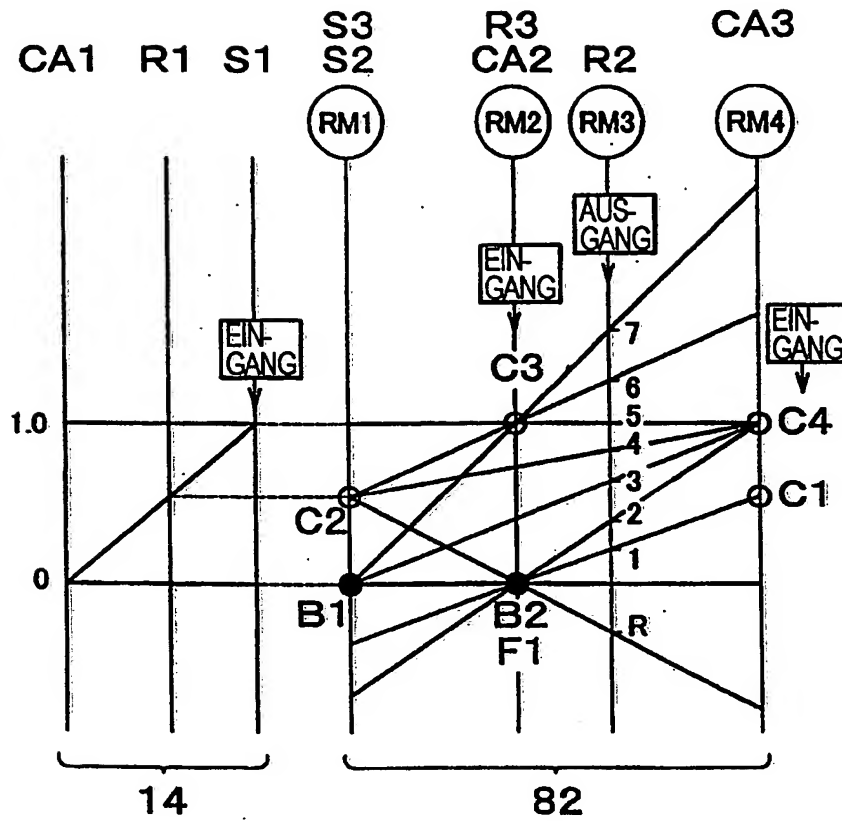 S3 R3 CA3
CA1 R1 S1 S2 CA2 R2
RM1 RM2 RM3 RM4
AUS-
GANG
EIN-
GANG
EIN-
GANG
EIN-
GANG
7
C3
6
1.0 5 C4
4
3
C2 2 C1
1
0
B1 B2 R
F1
14 82